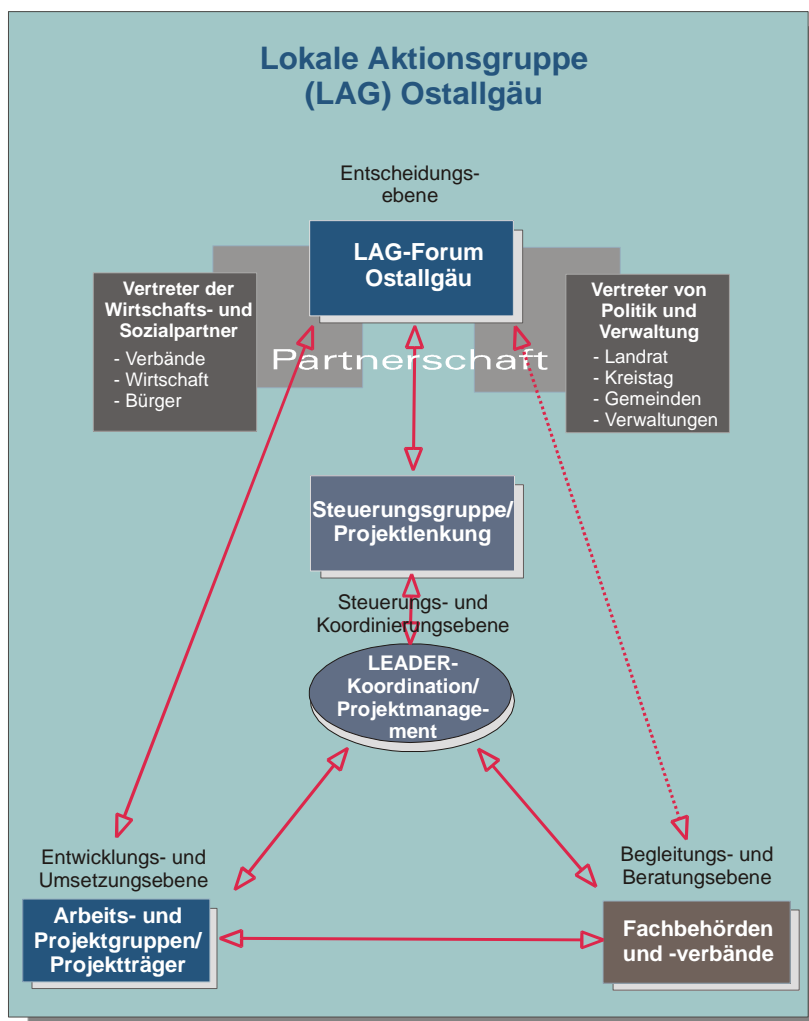 Lokale Aktionsgruppe
(LAG) Ostallgäu
Entscheidungs-
ebene
LAG-Forum
Ostallgäu
Vertreter der
Wirtschafts- und
Sozialpartner
- Verbände
- Wirtschaft
- Bürger
Partnerschaft
Vertreter von
Politik und
Verwaltung
- Landrat
- Kreistag
- Gemeinden
- Verwaltungen
Steuerungsgruppe/
Projektlenkung
Steuerungs- und
Koordinierungsebene
LEADER-
Koordination/
Projektmanage-
ment
Entwicklungs- und
Umsetzungsebene
Arbeits- und
Projektgruppen/
Projektträger
Begleitungs- und
Beratungsebene
Fachbehörden
und -verbände